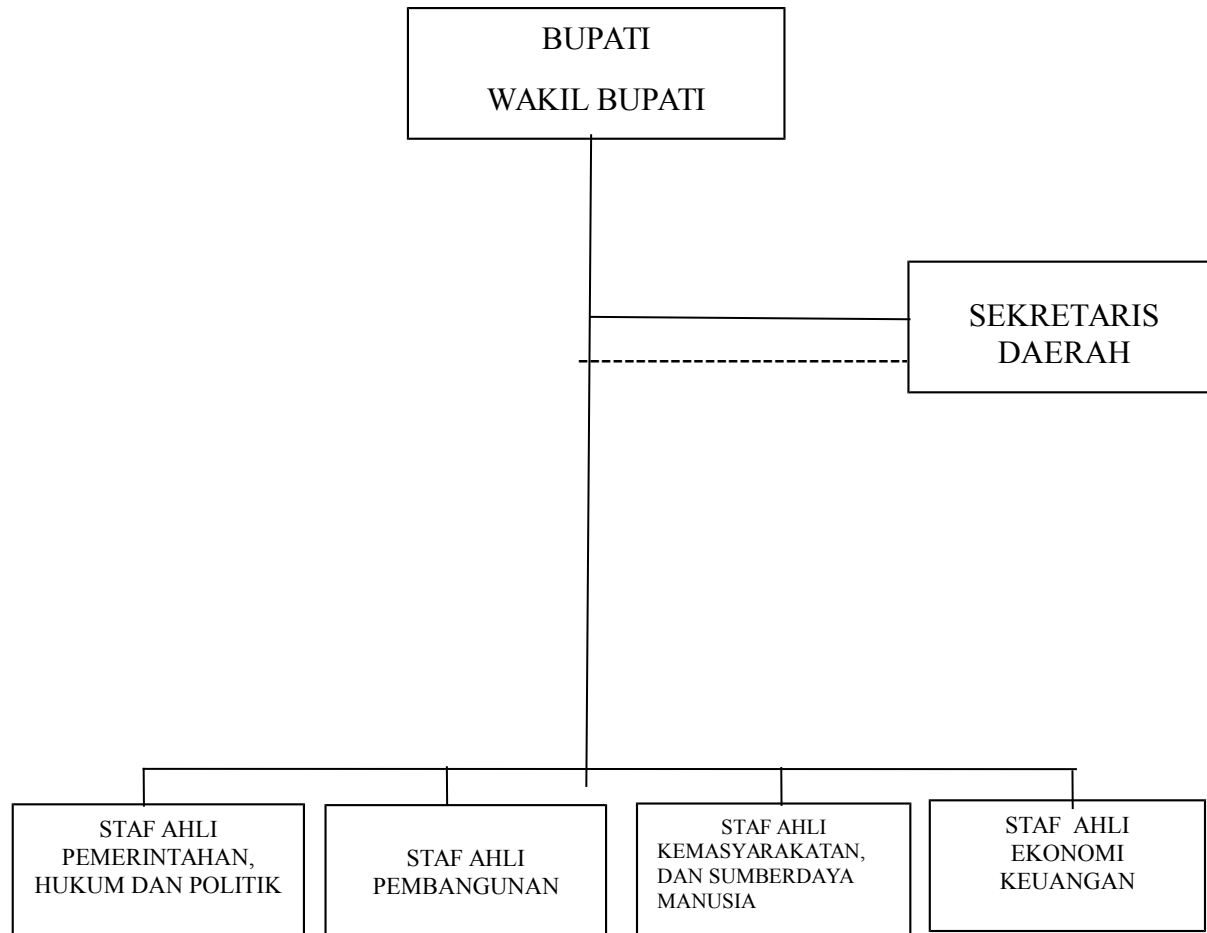 BUPATI
WAKIL BUPATI
SEKRETARIS
DAERAH
STAF AHLI
PEMERINTAHAN,
HUKUM DAN POLITIK
STAF AHLI
PEMBANGUNAN
STAF AHLI
KEMASYARAKATAN,
DAN SUMBERDAYA
MANUSIA
STAF AHLI
EKONOMI
KEUANGAN